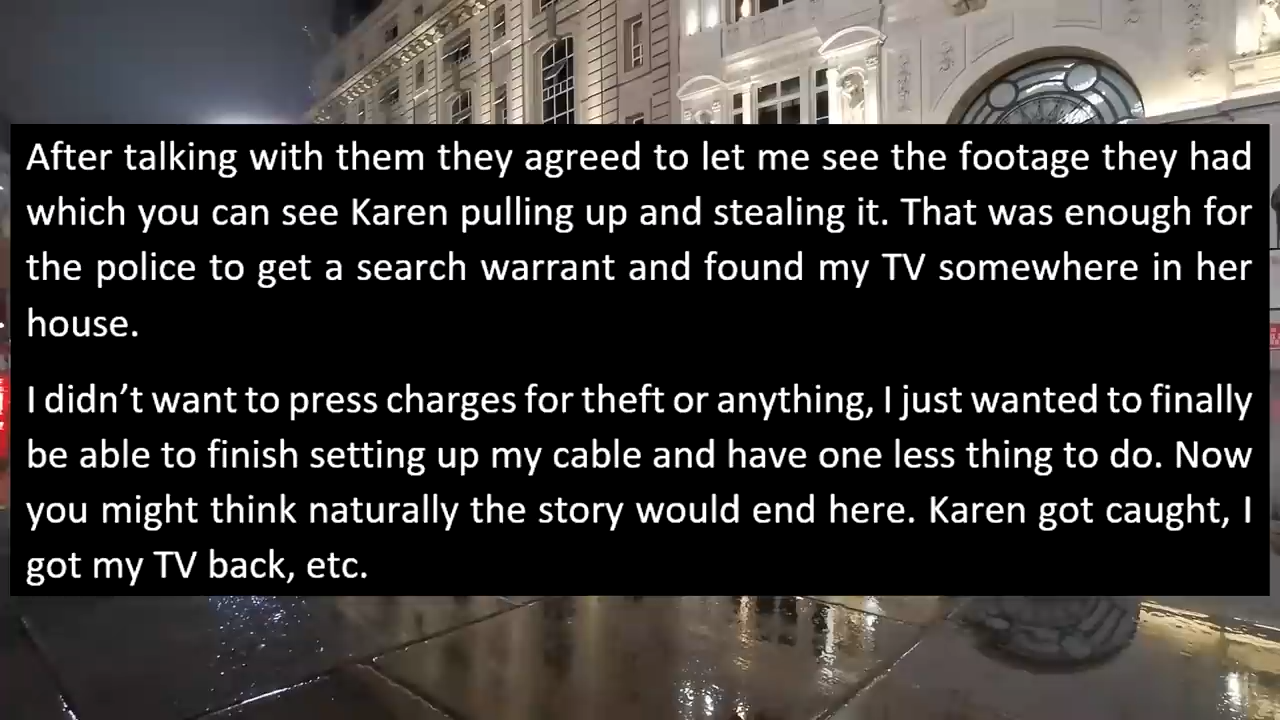 After talking with them they agreed to let me see the footage they had
which you can see Karen pulling up and stealing it. That was enough for
the police to get a search warrant and found my TV somewhere in her
house.
I didn’t want to press charges for theft or anything, I just wanted to finally
be able to finish setting up my cable and have one less thing to do. Now
you might think naturally the story would end here. Karen got caught, I
got my TV back, etc.